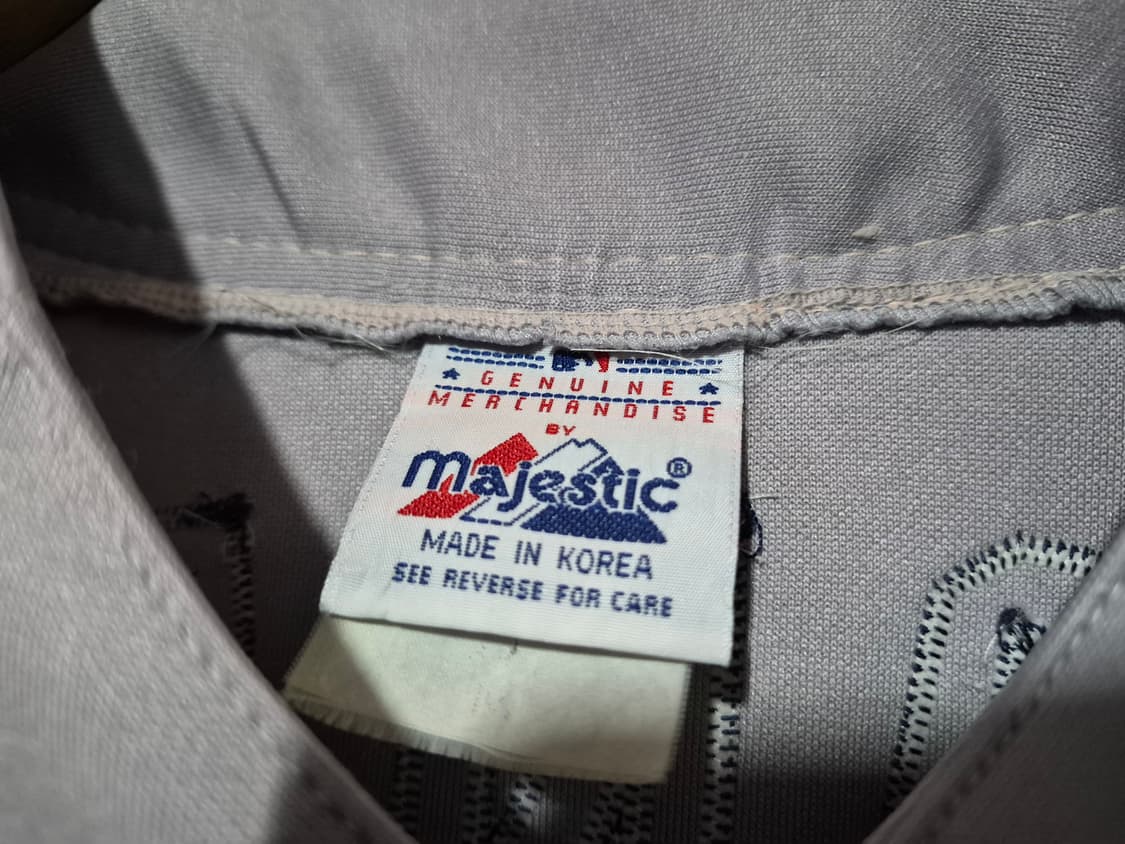 GENUINE
MERCHANDISE
BY
majestic®
MADE IN KOREA
SEE REVERSE FOR CARE